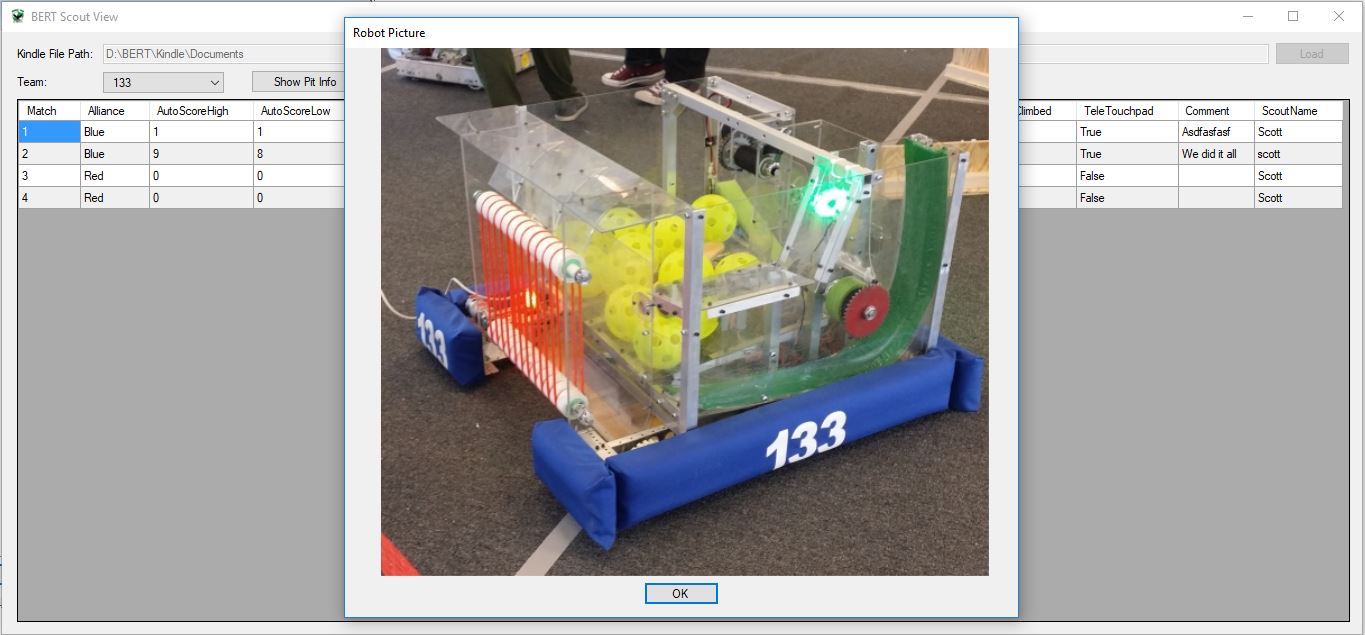 BERT Scout View
Robot Picture
Kindle File Path: D:\BERT\Kindle\Documents Load
Team: 133 Show Pit Info
Match Alliance AutoScoreHigh AutoScoreLow Climbed TeleTouchpad Comment ScoutName
1 Blue 1 1 True Asdfasfasf Scott
2 Blue 9 8 True We did it all scott
3 Red 0 0 False Scott
4 Red 0 0 False Scott
133
133
OK